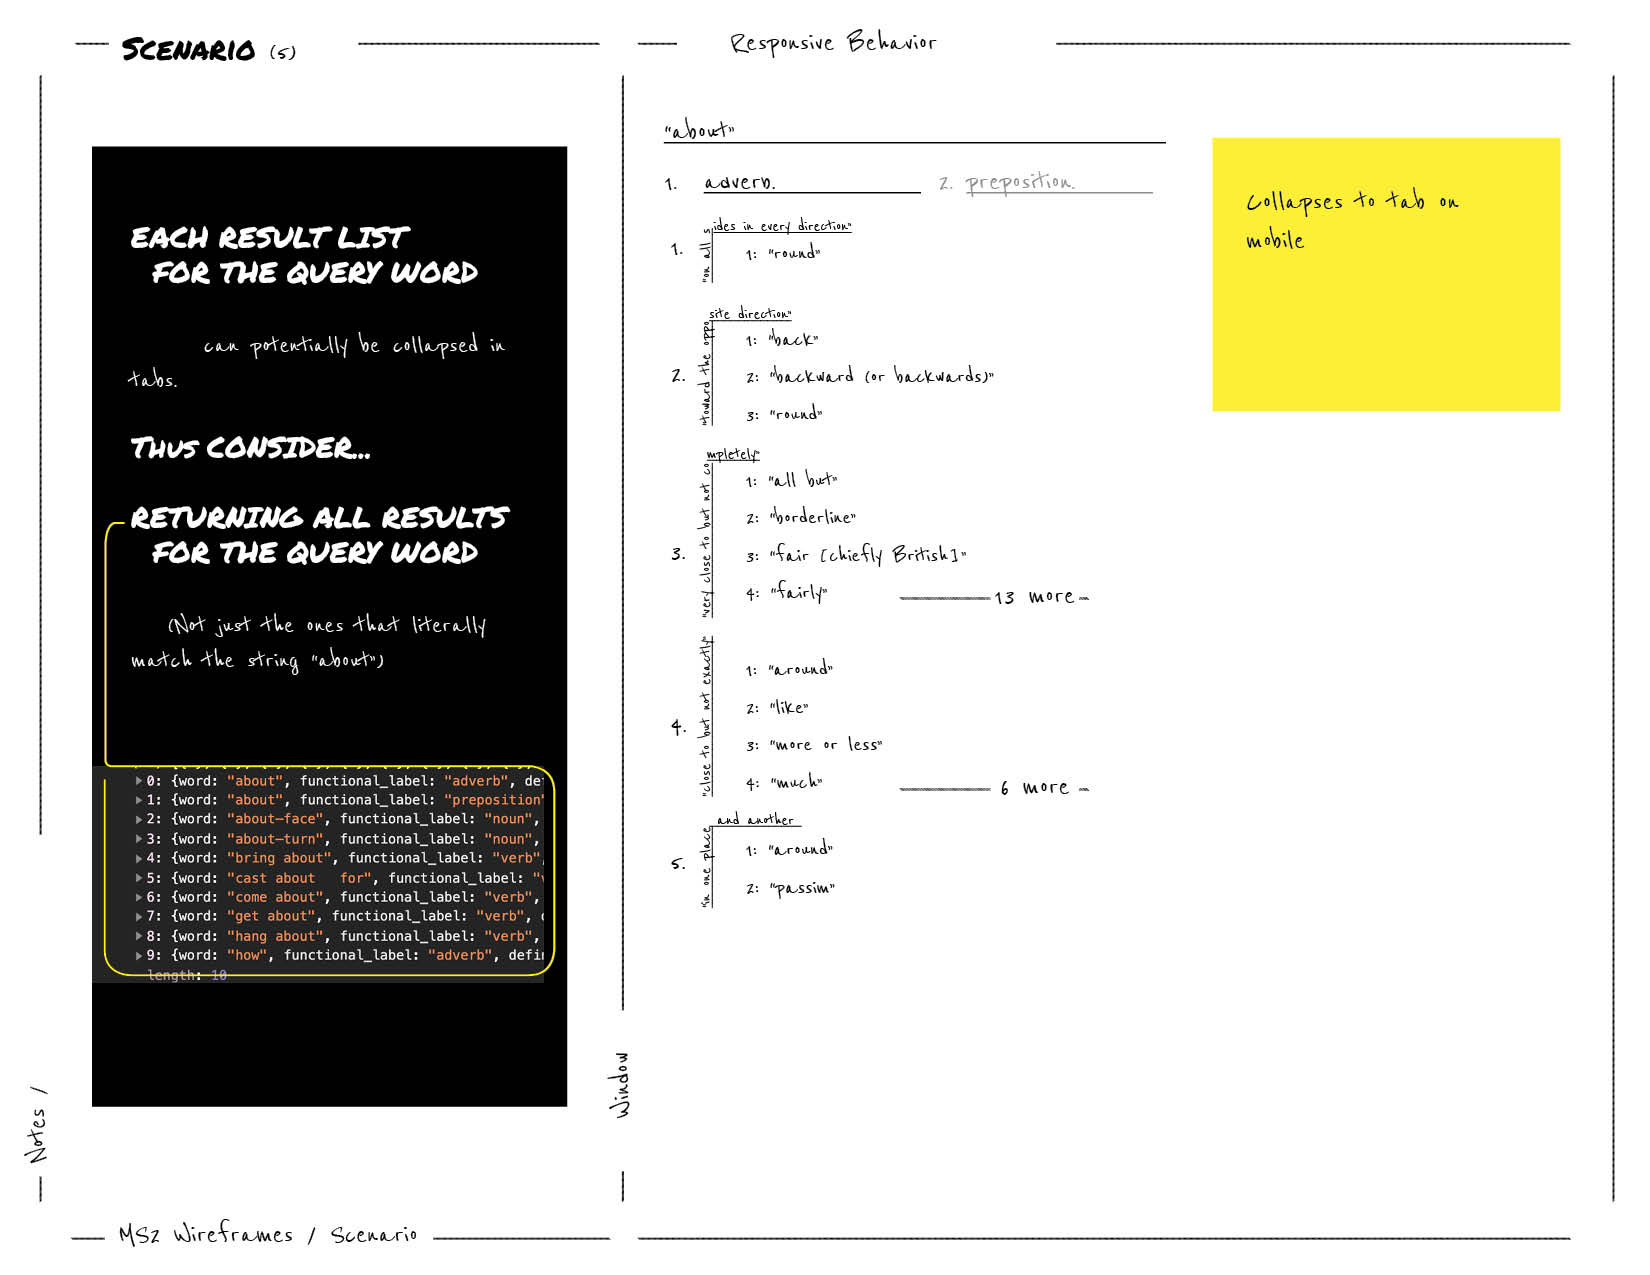 SCENARIO (5)
Responsive Behavior
EACH RESULT LIST
FOR THE QUERY WORD
can potentially be collapsed in
tabs.
Thus CONSIDER...
RETURNING ALL RESULTS
FOR THE QUERY WORD
(Not just the ones that literally
match the string "about")
0: {word: "about", functional_label: "adverb", def
1: {word: "about", functional_label: "preposition"
2: {word: "about-face", functional_label: "noun",
3: {word: "about-turn", functional_label: "noun",
4: {word: "bring about", functional_label: "verb",
5: {word: "cast about   for", functional_label: "v
6: {word: "come about", functional_label: "verb",
7: {word: "get about", functional_label: "verb", d
8: {word: "hang about", functional_label: "verb",
9: {word: "how", functional_label: "adverb", defin
length: 10
"about"
1. adverb.
2. preposition.
1. "on all sides in every direction"
1: "round"
2. "toward the opposite direction"
1: "back"
2: "backward (or backwards)"
3: "round"
3. "very close to but not completely"
1: "all but"
2: "borderline"
3: "fair [chiefly British]"
4: "fairly"
13 more
4. "close to but not exactly"
1: "around"
2: "like"
3: "more or less"
4: "much"
6 more
5. "in one place and another
1: "around"
2: "passim"
Collapses to tab on
mobile
Notes /
Window
MS2 Wireframes / Scenario